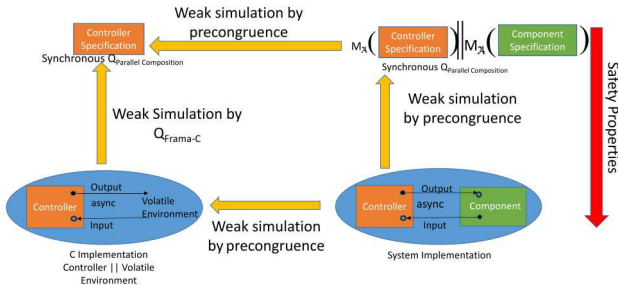 Controller
Specification
Synchronous Q Parallel Composition
Weak simulation by
precongruence
M𝔄( Controller
Specification ) || M𝔄( Component
Specification )
Synchronous Q Parallel Composition
Safety Properties
Weak Simulation by
Q Frama-C
Weak simulation
by precongruence
Controller
Output
async
Input
Volatile
Environment
C Implementation
Controller || Volatile
Environment
Weak simulation
by precongruence
Controller
Output
async
Input
Component
System Implementation